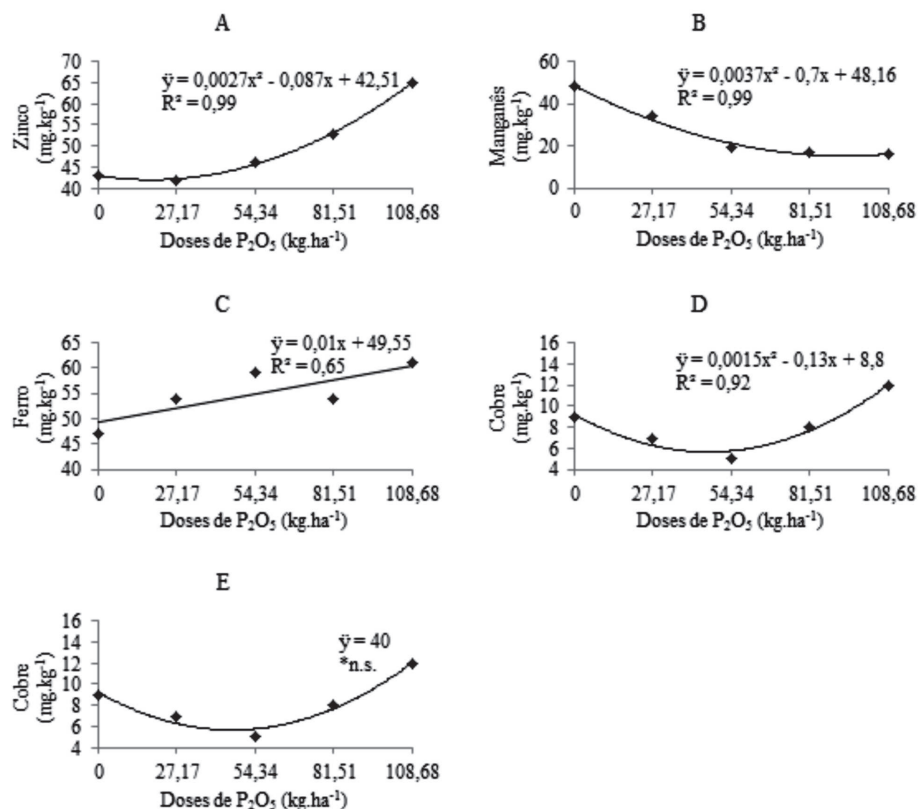 A
Zinco
(mg.kg⁻¹)
70
65
60
55
50
45
40
ÿ = 0,0027x² - 0,087x + 42,51
R² = 0,99
0 27,17 54,34 81,51 108,68
Doses de P₂O₅ (kg.ha⁻¹)
B
Manganês
(mg.kg⁻¹)
60
40
20
0
ÿ = 0,0037x² - 0,7x + 48,16
R² = 0,99
0 27,17 54,34 81,51 108,68
Doses de P₂O₅ (kg.ha⁻¹)
C
Ferro
(mg.kg⁻¹)
65
60
55
50
45
40
ÿ = 0,01x + 49,55
R² = 0,65
0 27,17 54,34 81,51 108,68
Doses de P₂O₅ (kg.ha⁻¹)
D
Cobre
(mg.kg⁻¹)
16
14
12
10
8
6
4
ÿ = 0,0015x² - 0,13x + 8,8
R² = 0,92
0 27,17 54,34 81,51 108,68
Doses de P₂O₅ (kg.ha⁻¹)
E
Cobre
(mg.kg⁻¹)
16
14
12
10
8
6
4
ÿ = 40
*n.s.
0 27,17 54,34 81,51 108,68
Doses de P₂O₅ (kg.ha⁻¹)